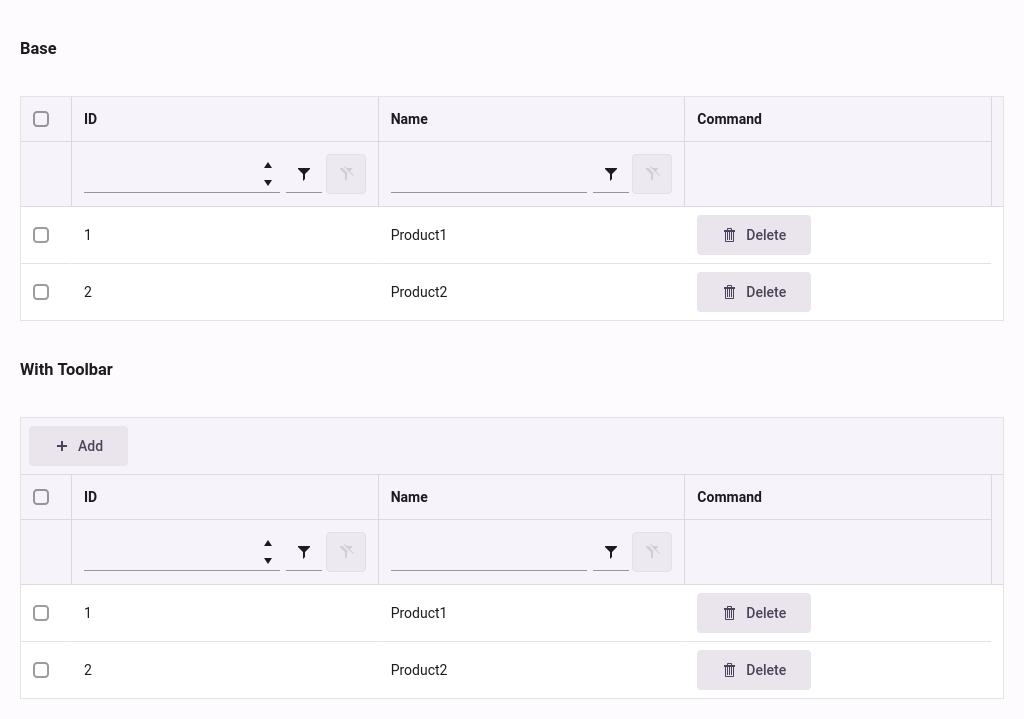 Base
ID Name Command
1 Product1 Delete
2 Product2 Delete
With Toolbar
Add
ID Name Command
1 Product1 Delete
2 Product2 Delete